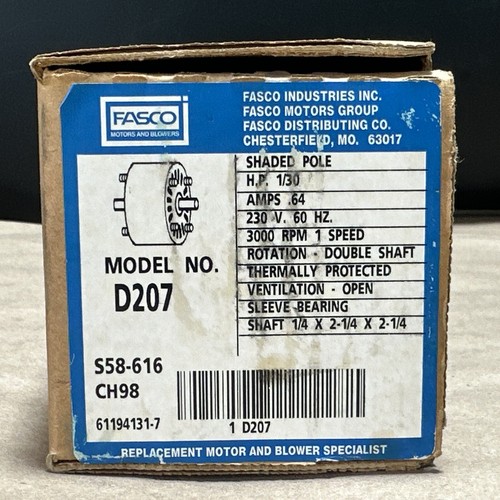 FASCO
MOTORS AND BLOWERS
FASCO INDUSTRIES INC.
FASCO MOTORS GROUP
FASCO DISTRIBUTING CO.
CHESTERFIELD, MO. 63017
SHADED POLE
H.P. 1/30
AMPS .64
230 V. 60 HZ.
3000 RPM 1 SPEED
ROTATION - DOUBLE SHAFT
THERMALLY PROTECTED
VENTILATION - OPEN
SLEEVE BEARING
SHAFT 1/4 X 2-1/4 X 2-1/4
MODEL NO.
D207
S58-616
CH98
61194131-7
1 D207
REPLACEMENT MOTOR AND BLOWER SPECIALIST